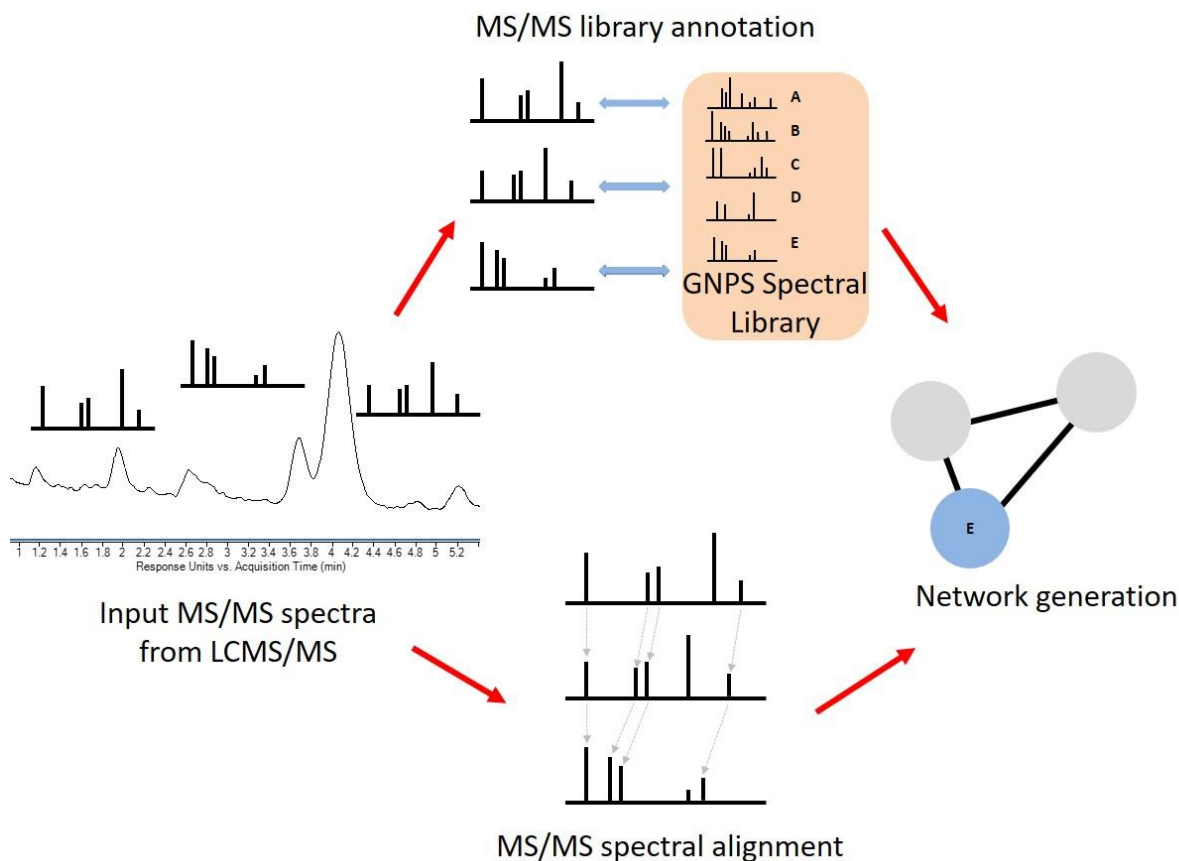 MS/MS library annotation
A
B
C
D
E
GNPS Spectral
Library
1 1.2 1.4 1.6 1.8 2 2.2 2.4 2.6 2.8 3 3.2 3.4 3.6 3.8 4 4.2 4.4 4.6 4.8 5 5.2
Response Units vs. Acquisition Time (min)
Input MS/MS spectra
from LCMS/MS
E
Network generation
MS/MS spectral alignment